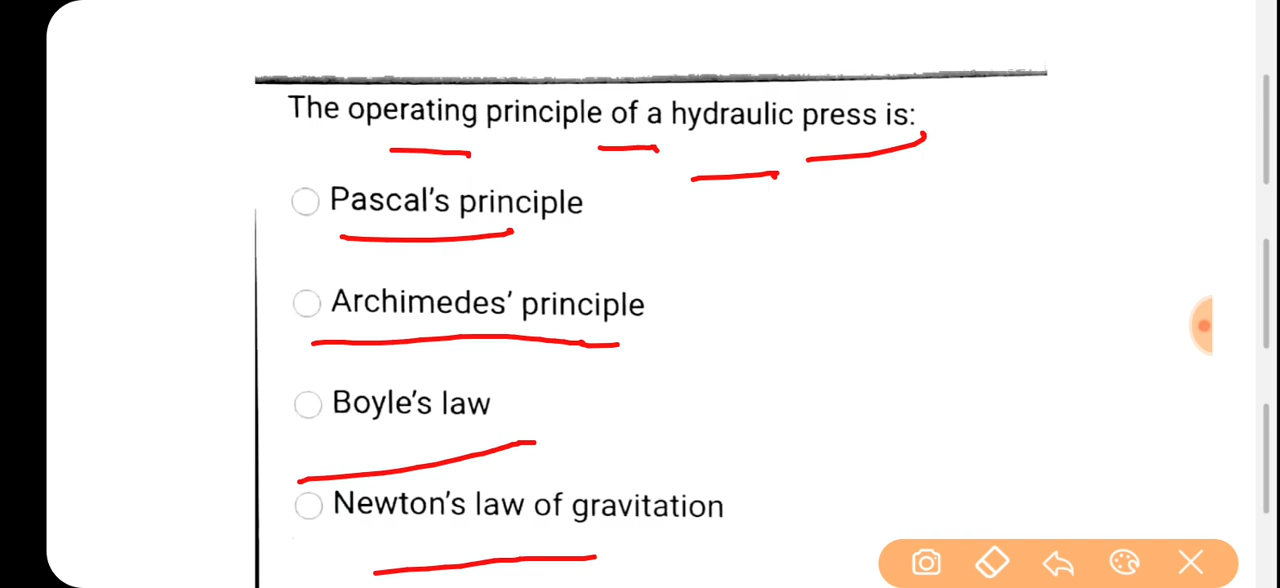 The operating principle of a hydraulic press is:
Pascal's principle
Archimedes' principle
Boyle's law
Newton's law of gravitation